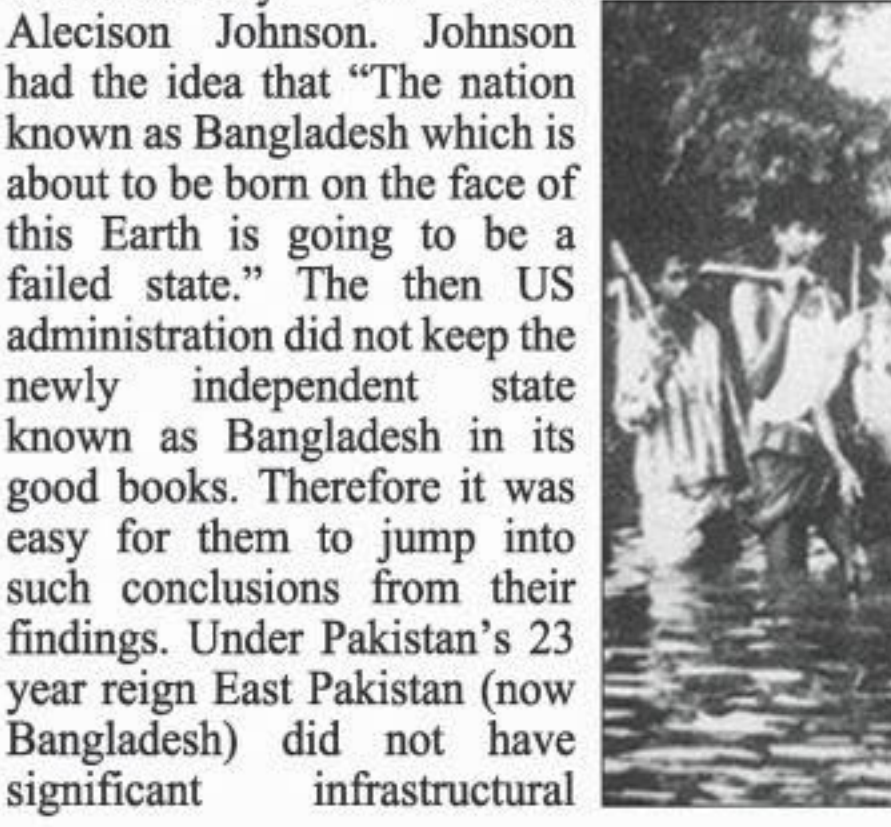 Alecison Johnson. Johnson
had the idea that “The nation
known as Bangladesh which is
about to be born on the face of
this Earth is going to be a
failed state.” The then US
administration did not keep the
newly independent state
known as Bangladesh in its
good books. Therefore it was
easy for them to jump into
such conclusions from their
findings. Under Pakistan’s 23
year reign East Pakistan (now
Bangladesh) did not have
significant infrastructural